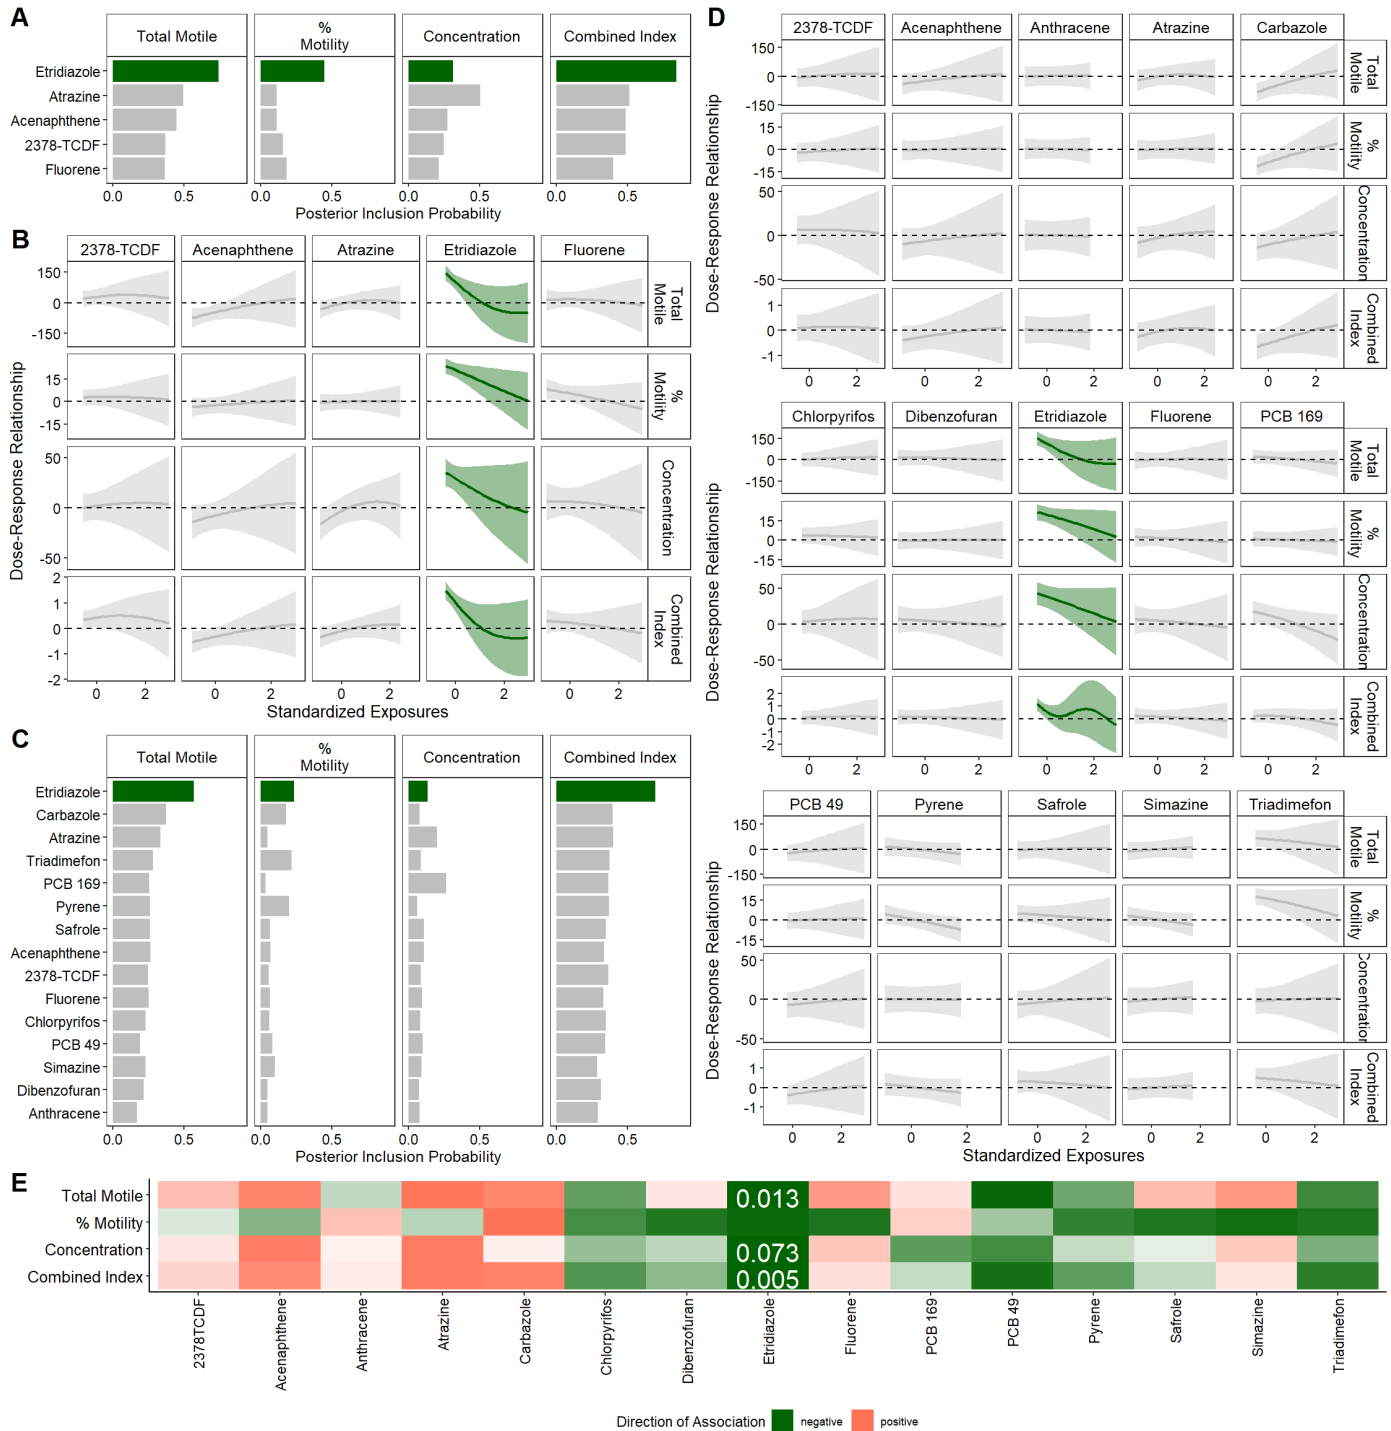 A
Total Motile
%
Motility
Concentration
Combined Index
Etridiazole
Atrazine
Acenaphthene
2378-TCDF
Fluorene
0.0 0.5 0.0 0.5 0.0 0.5 0.0 0.5
Posterior Inclusion Probability
B
2378-TCDF Acenaphthene Atrazine Etridiazole Fluorene
Dose-Response Relationship
150
0
-150
Total
Motile
15
0
-15
%
Motility
50
0
-50
Concentration
2
1
0
-1
-2
Combined
Index
0 2 0 2 0 2 0 2 0 2
Standardized Exposures
C
Total Motile
%
Motility
Concentration
Combined Index
Etridiazole
Carbazole
Atrazine
Triadimefon
PCB 169
Pyrene
Safrole
Acenaphthene
2378-TCDF
Fluorene
Chlorpyrifos
PCB 49
Simazine
Dibenzofuran
Anthracene
0.0 0.5 0.0 0.5 0.0 0.5 0.0 0.5
Posterior Inclusion Probability
D
2378-TCDF Acenaphthene Anthracene Atrazine Carbazole
Dose-Response Relationship
150
0
-150
Total
Motile
15
0
-15
%
Motility
50
0
-50
Concentration
1
0
-1
Combined
Index
0 2 0 2 0 2 0 2 0 2
Chlorpyrifos Dibenzofuran Etridiazole Fluorene PCB 169
Dose-Response Relationship
150
0
-150
Total
Motile
15
0
-15
%
Motility
50
0
-50
Concentration
2
1
0
-1
-2
Combined
Index
0 2 0 2 0 2 0 2 0 2
PCB 49 Pyrene Safrole Simazine Triadimefon
Dose-Response Relationship
150
0
-150
Total
Motile
15
0
-15
%
Motility
50
0
-50
Concentration
1
0
-1
Combined
Index
0 2 0 2 0 2 0 2 0 2
Standardized Exposures
E
Total Motile 0.013
% Motility
Concentration 0.073
Combined Index 0.005
2378TCDF
Acenaphthene
Anthracene
Atrazine
Carbazole
Chlorpyrifos
Dibenzofuran
Etridiazole
Fluorene
PCB 169
PCB 49
Pyrene
Safrole
Simazine
Triadimefon
Direction of Association negative positive